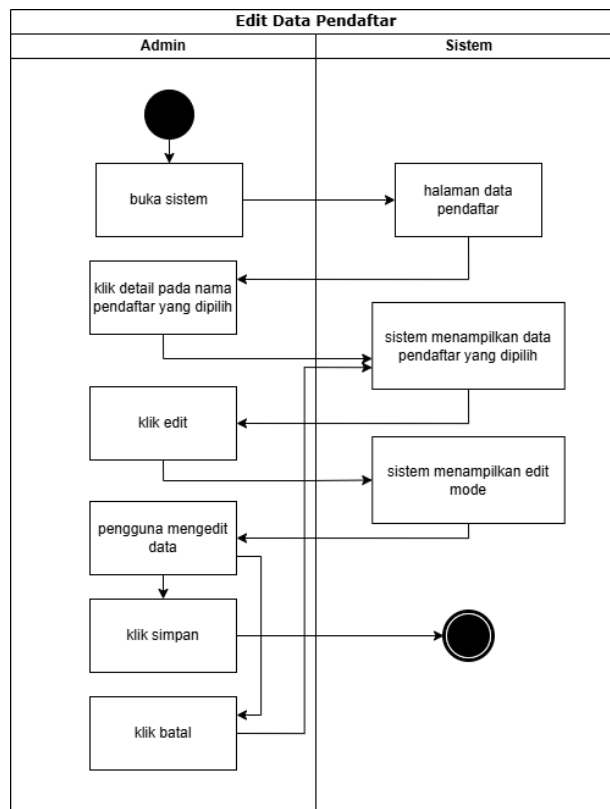 Edit Data Pendaftar
Admin
Sistem
buka sistem
halaman data
pendaftar
klik detail pada nama
pendaftar yang dipilih
sistem menampilkan data
pendaftar yang dipilih
klik edit
sistem menampilkan edit
mode
pengguna mengedit
data
klik simpan
klik batal